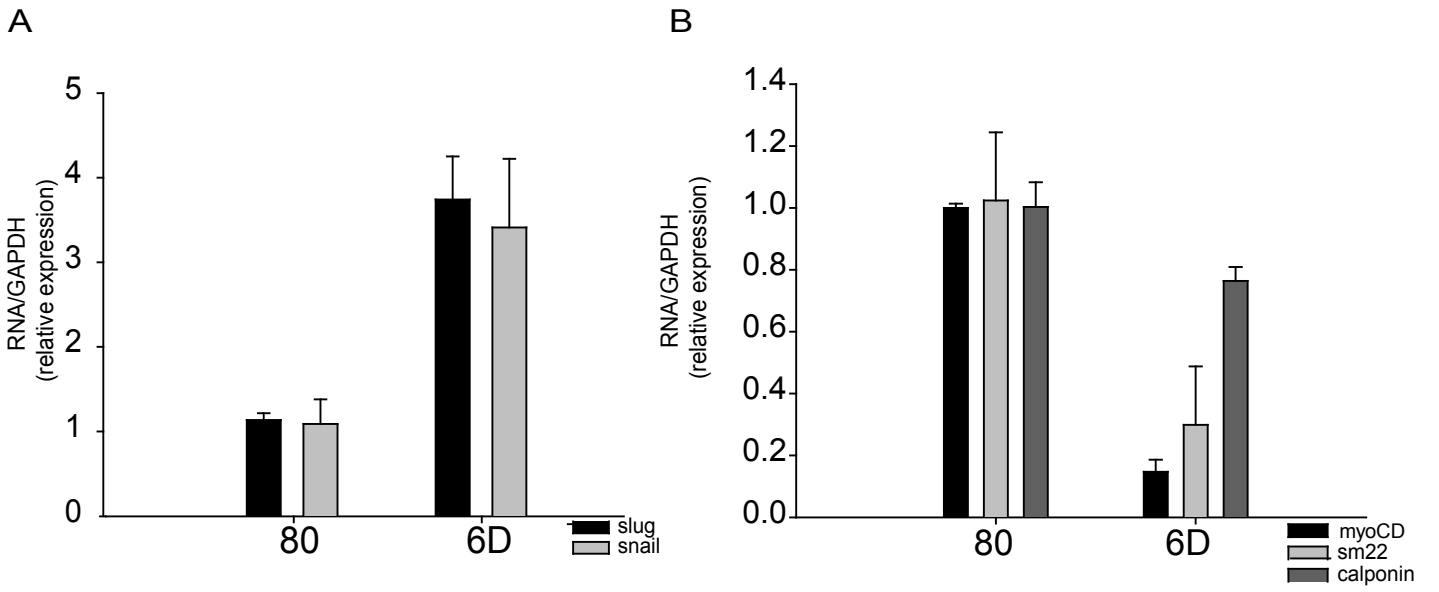 A
B
5
4
3
2
1
0
RNA/GAPDH
(relative expression)
80
6D
slug
snail
1.4
1.2
1.0
0.8
0.6
0.4
0.2
0.0
RNA/GAPDH
(relative expression)
80
6D
myoCD
sm22
calponin